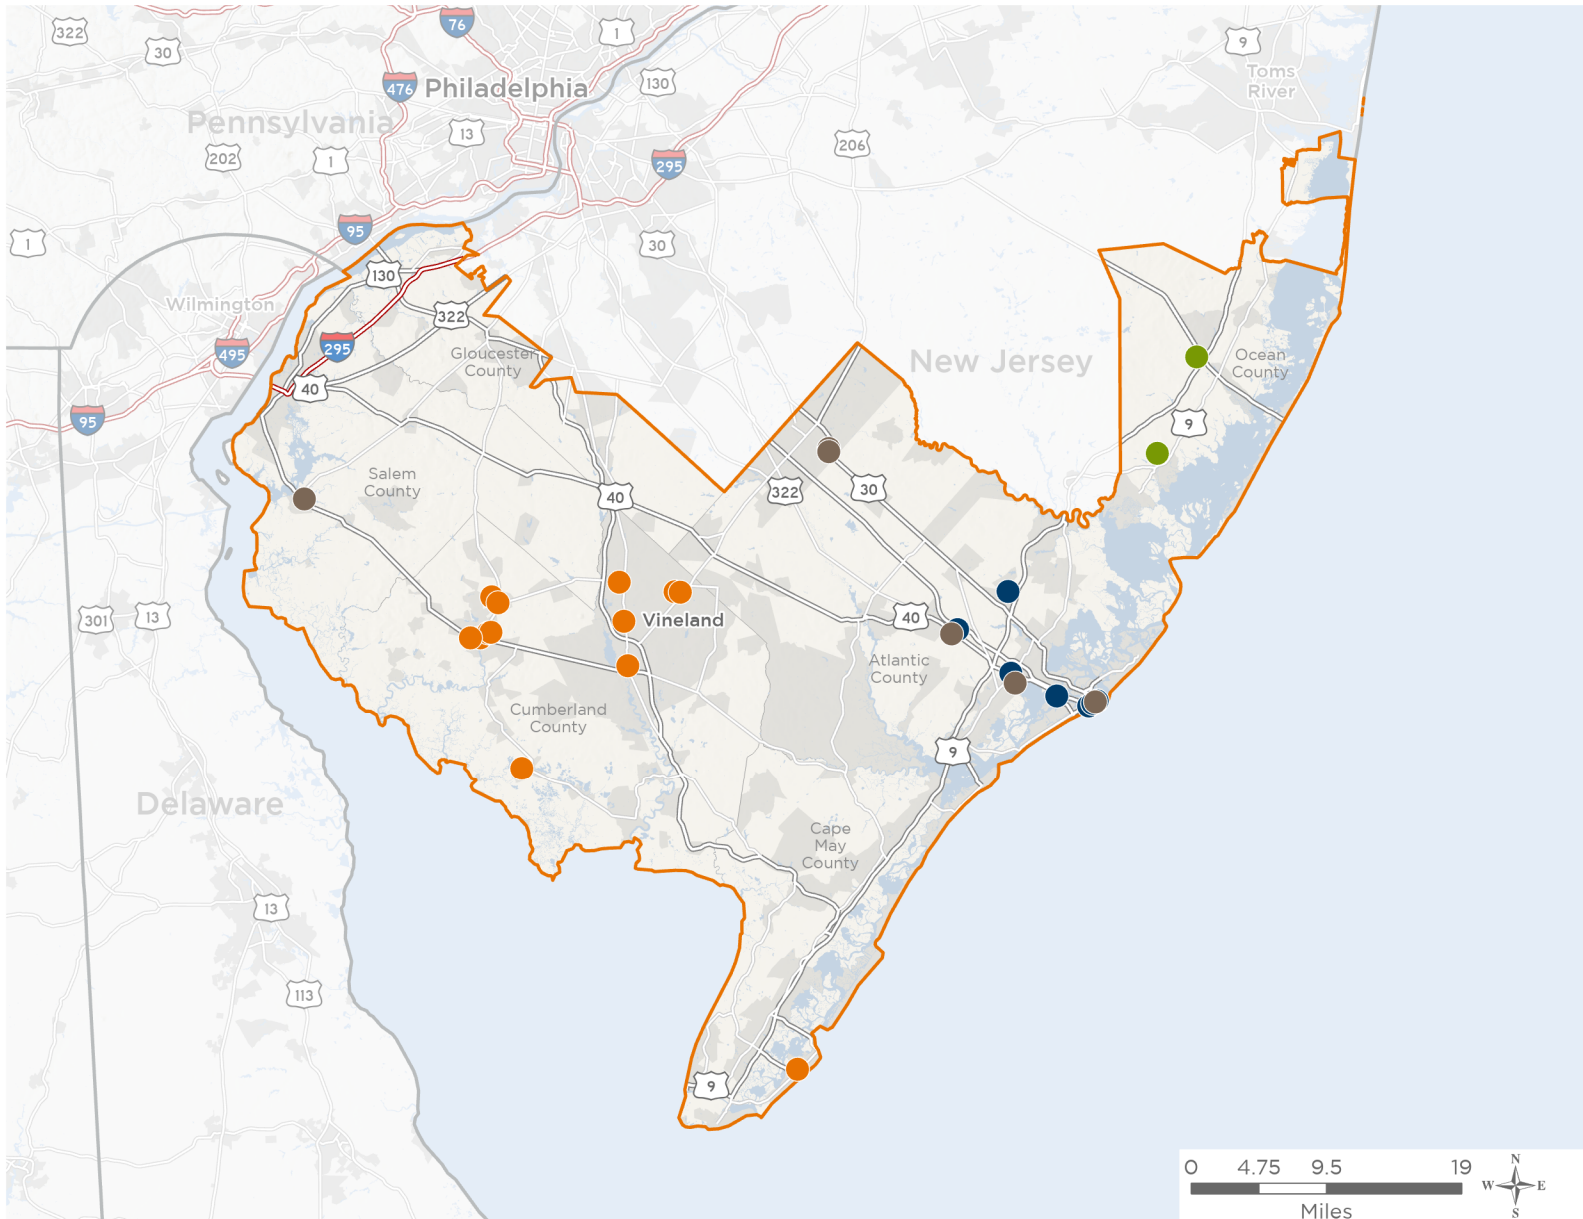 322
30
76
1
9
476
Philadelphia
130
Toms
River
Pennsylvania
13
202
1
206
295
1
95
30
130
Wilmington
322
295
495
Gloucester
County
New Jersey
Ocean
County
40
95
9
Salem
County
322
30
40
301
13
Vineland
40
Atlantic
County
Cumberland
County
9
Delaware
Cape
May
County
13
113
9
0 4.75 9.5 19
Miles
N
W E
S